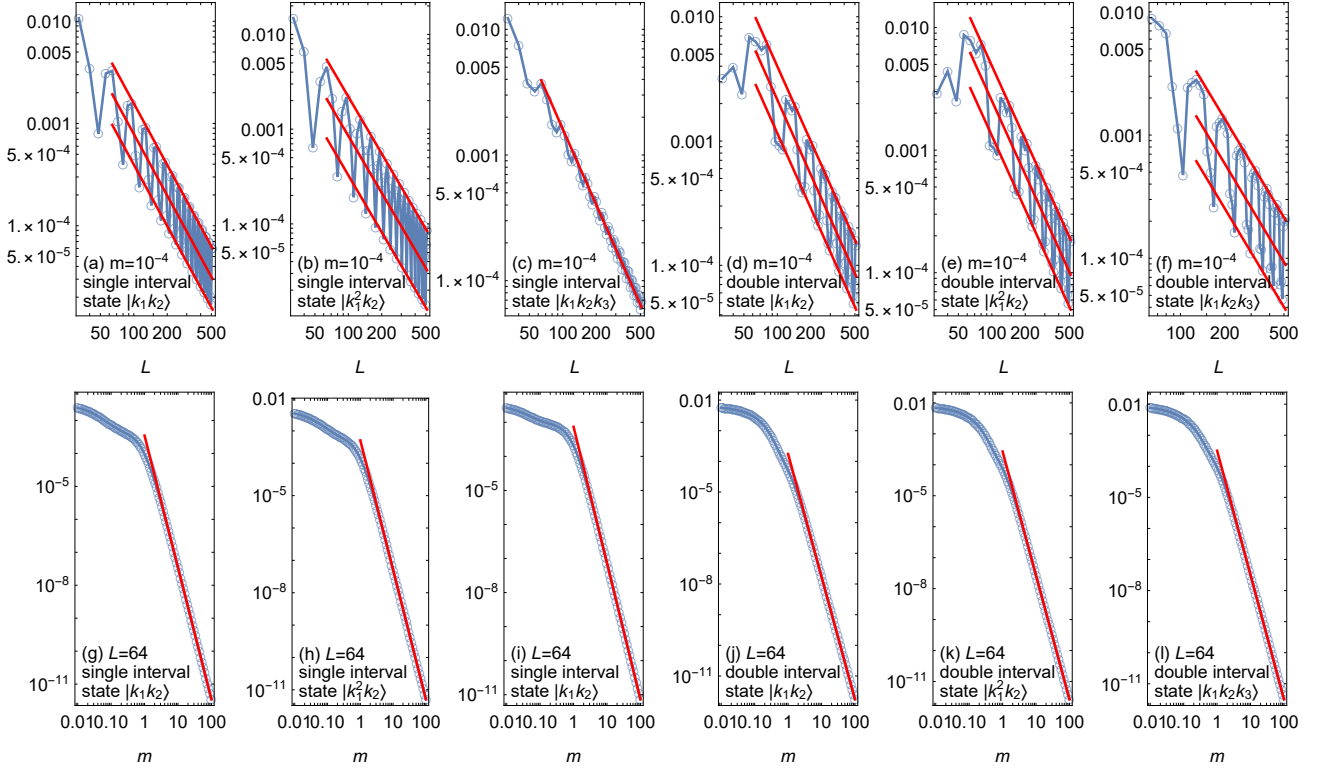 0.010
0.005
0.001
5.×10⁻⁴
1.×10⁻⁴
5.×10⁻⁵
(a) m=10⁻⁴
single interval
state |k₁k₂⟩
50 100 200 500
L
0.010
0.005
0.001
5.×10⁻⁴
1.×10⁻⁴
5.×10⁻⁵
(b) m=10⁻⁴
single interval
state |k₁²k₂⟩
50 100 200 500
L
0.010
0.005
0.001
5.×10⁻⁴
1.×10⁻⁴
(c) m=10⁻⁴
single interval
state |k₁k₂k₃⟩
50 100 200 500
L
0.010
0.005
0.001
5.×10⁻⁴
1.×10⁻⁴
5.×10⁻⁵
(d) m=10⁻⁴
double interval
state |k₁k₂⟩
50 100 200 500
L
0.010
0.005
0.001
5.×10⁻⁴
1.×10⁻⁴
5.×10⁻⁵
(e) m=10⁻⁴
double interval
state |k₁²k₂⟩
50 100 200 500
L
0.010
0.005
0.001
5.×10⁻⁴
1.×10⁻⁴
5.×10⁻⁵
(f) m=10⁻⁴
double interval
state |k₁k₂k₃⟩
100 200 500
L
10⁻⁵
10⁻⁸
10⁻¹¹
(g) L=64
single interval
state |k₁k₂⟩
0.010.10 1 10 100
m
0.01
10⁻⁵
10⁻⁸
10⁻¹¹
(h) L=64
single interval
state |k₁²k₂⟩
0.010.10 1 10 100
m
10⁻⁵
10⁻⁸
10⁻¹¹
(i) L=64
single interval
state |k₁k₂⟩
0.010.10 1 10 100
m
0.01
10⁻⁵
10⁻⁸
10⁻¹¹
(j) L=64
double interval
state |k₁k₂⟩
0.010.10 1 10 100
m
0.01
10⁻⁵
10⁻⁸
10⁻¹¹
(k) L=64
double interval
state |k₁²k₂⟩
0.010.10 1 10 100
m
0.01
10⁻⁵
10⁻⁸
10⁻¹¹
(l) L=64
double interval
state |k₁k₂k₃⟩
0.010.10 1 10 100
m